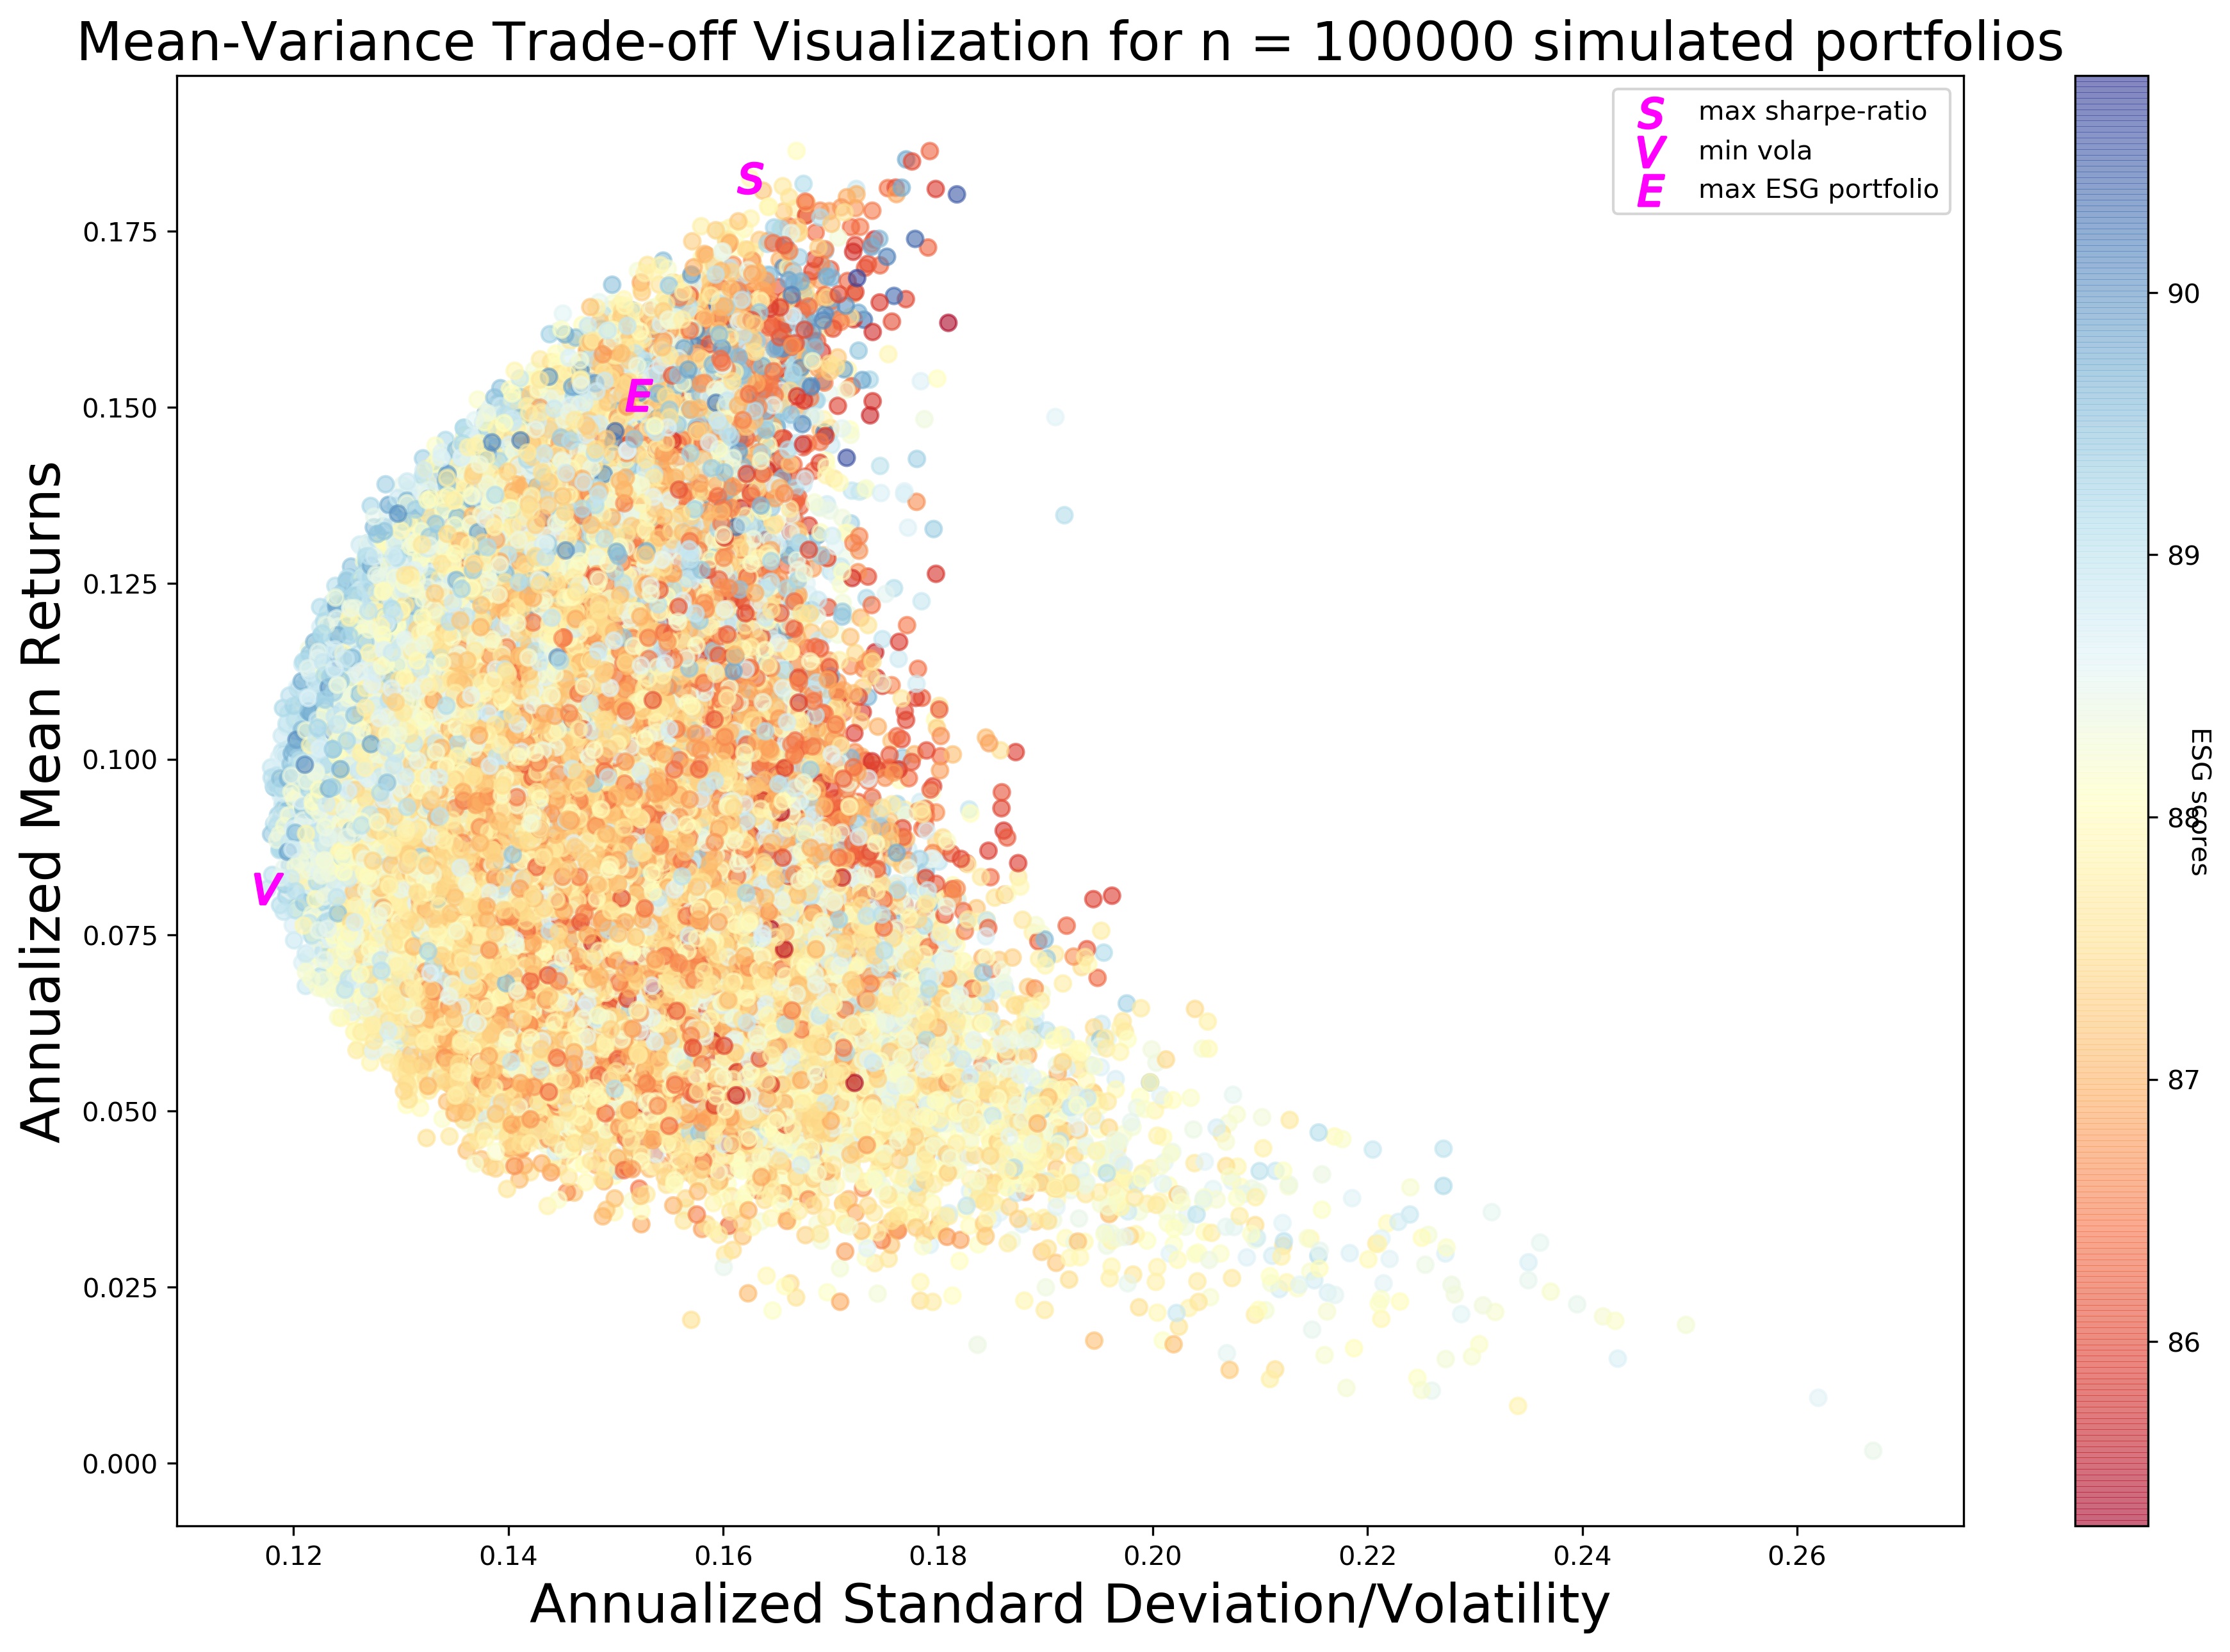 Mean-Variance Trade-off Visualization for n = 100000 simulated portfolios
S max sharpe-ratio
V min vola
E max ESG portfolio
S
E
V
Annualized Mean Returns
0.175
0.150
0.125
0.100
0.075
0.050
0.025
0.000
0.12 0.14 0.16 0.18 0.20 0.22 0.24 0.26
Annualized Standard Deviation/Volatility
90
89
88
87
86
ESG scores